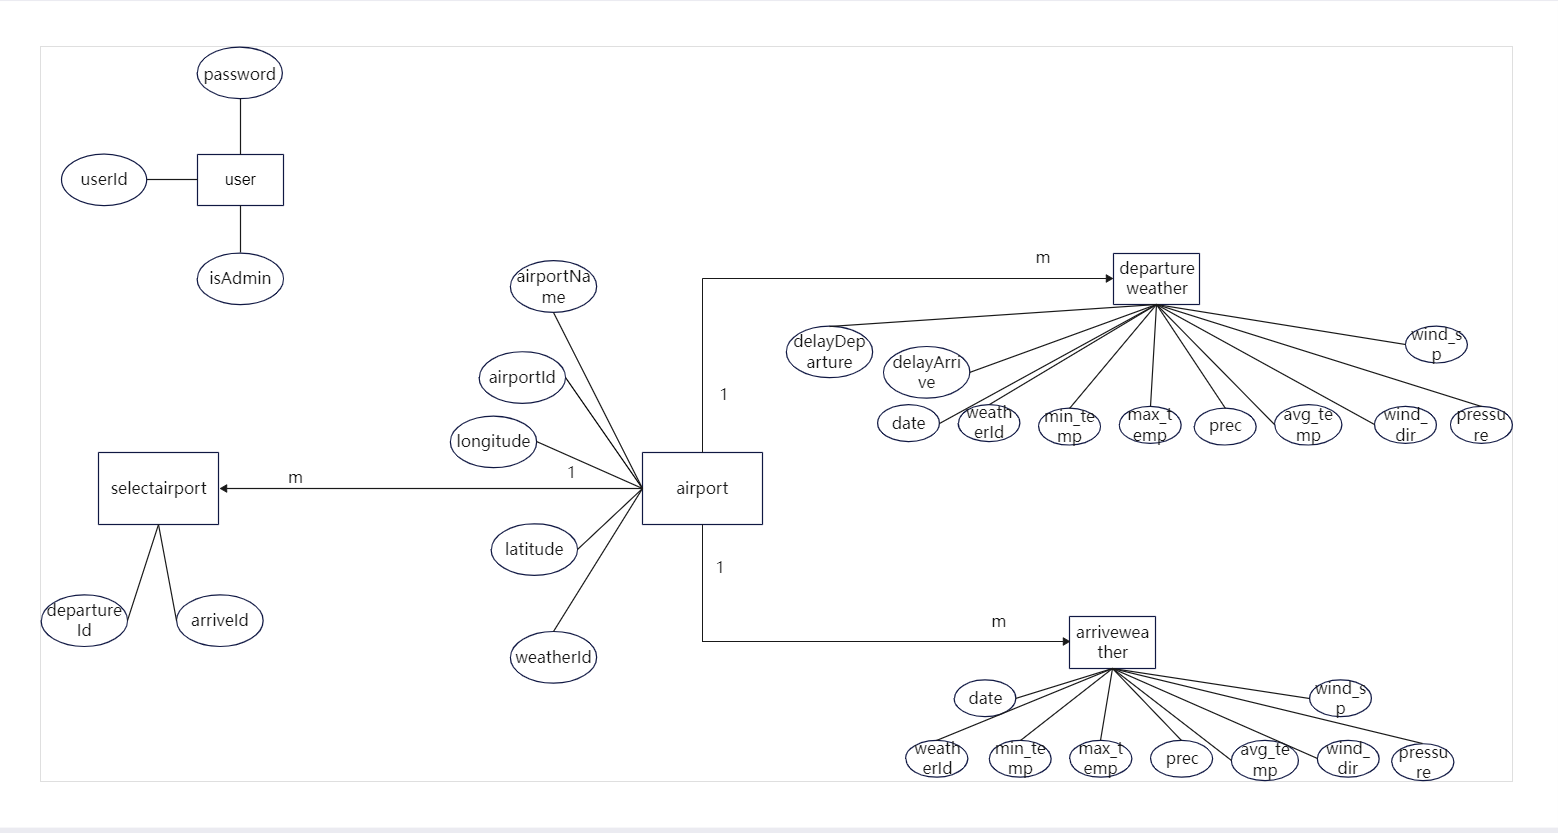 password
userId
user
isAdmin
airportNa
me
airportId
longitude
latitude
weatherId
selectairport
m
1
airport
departure
Id
arriveId
1
m
departure
weather
delayDep
arture
delayArri
ve
date
weath
erId
min_te
mp
max_t
emp
prec
avg_te
mp
wind_
dir
pressu
re
wind_s
p
1
m
arrivewea
ther
date
weath
erId
min_te
mp
max_t
emp
prec
avg_te
mp
wind_
dir
pressu
re
wind_s
p